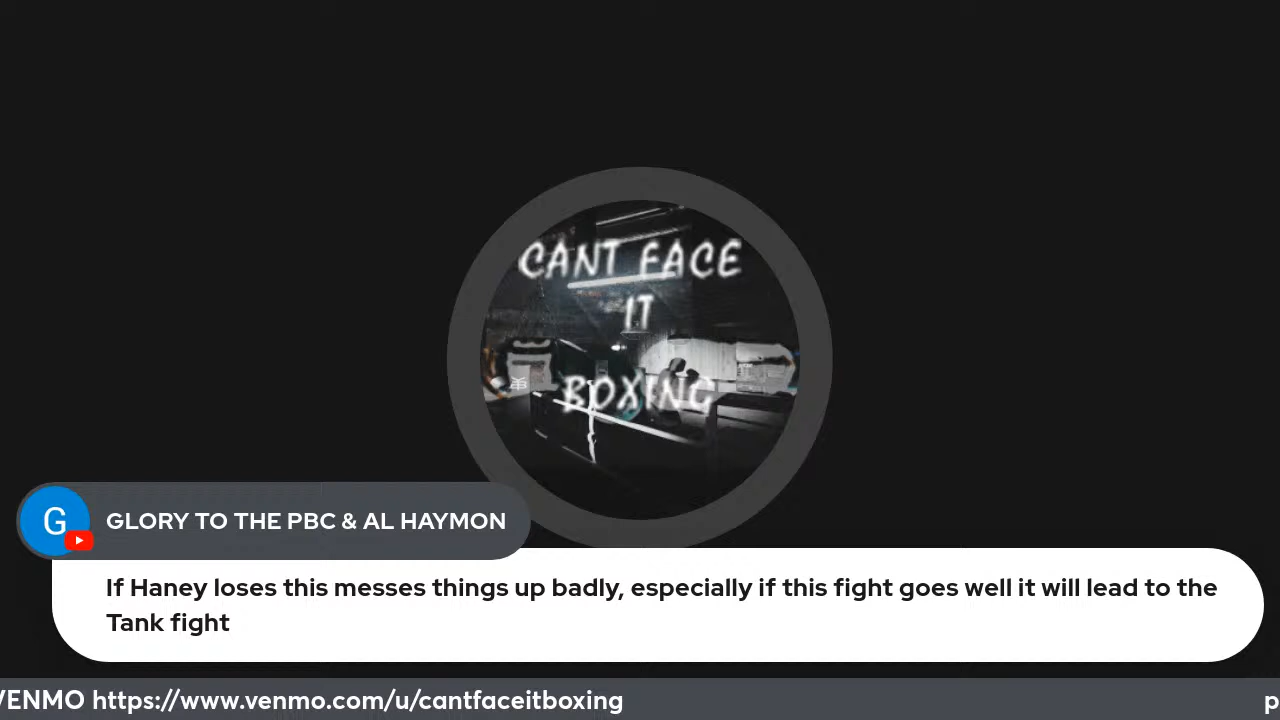 CANT FACE
IT
BOXING
G
GLORY TO THE PBC & AL HAYMON
If Haney loses this messes things up badly, especially if this fight goes well it will lead to the
Tank fight
VENMO https://www.venmo.com/u/cantfaceitboxing
p